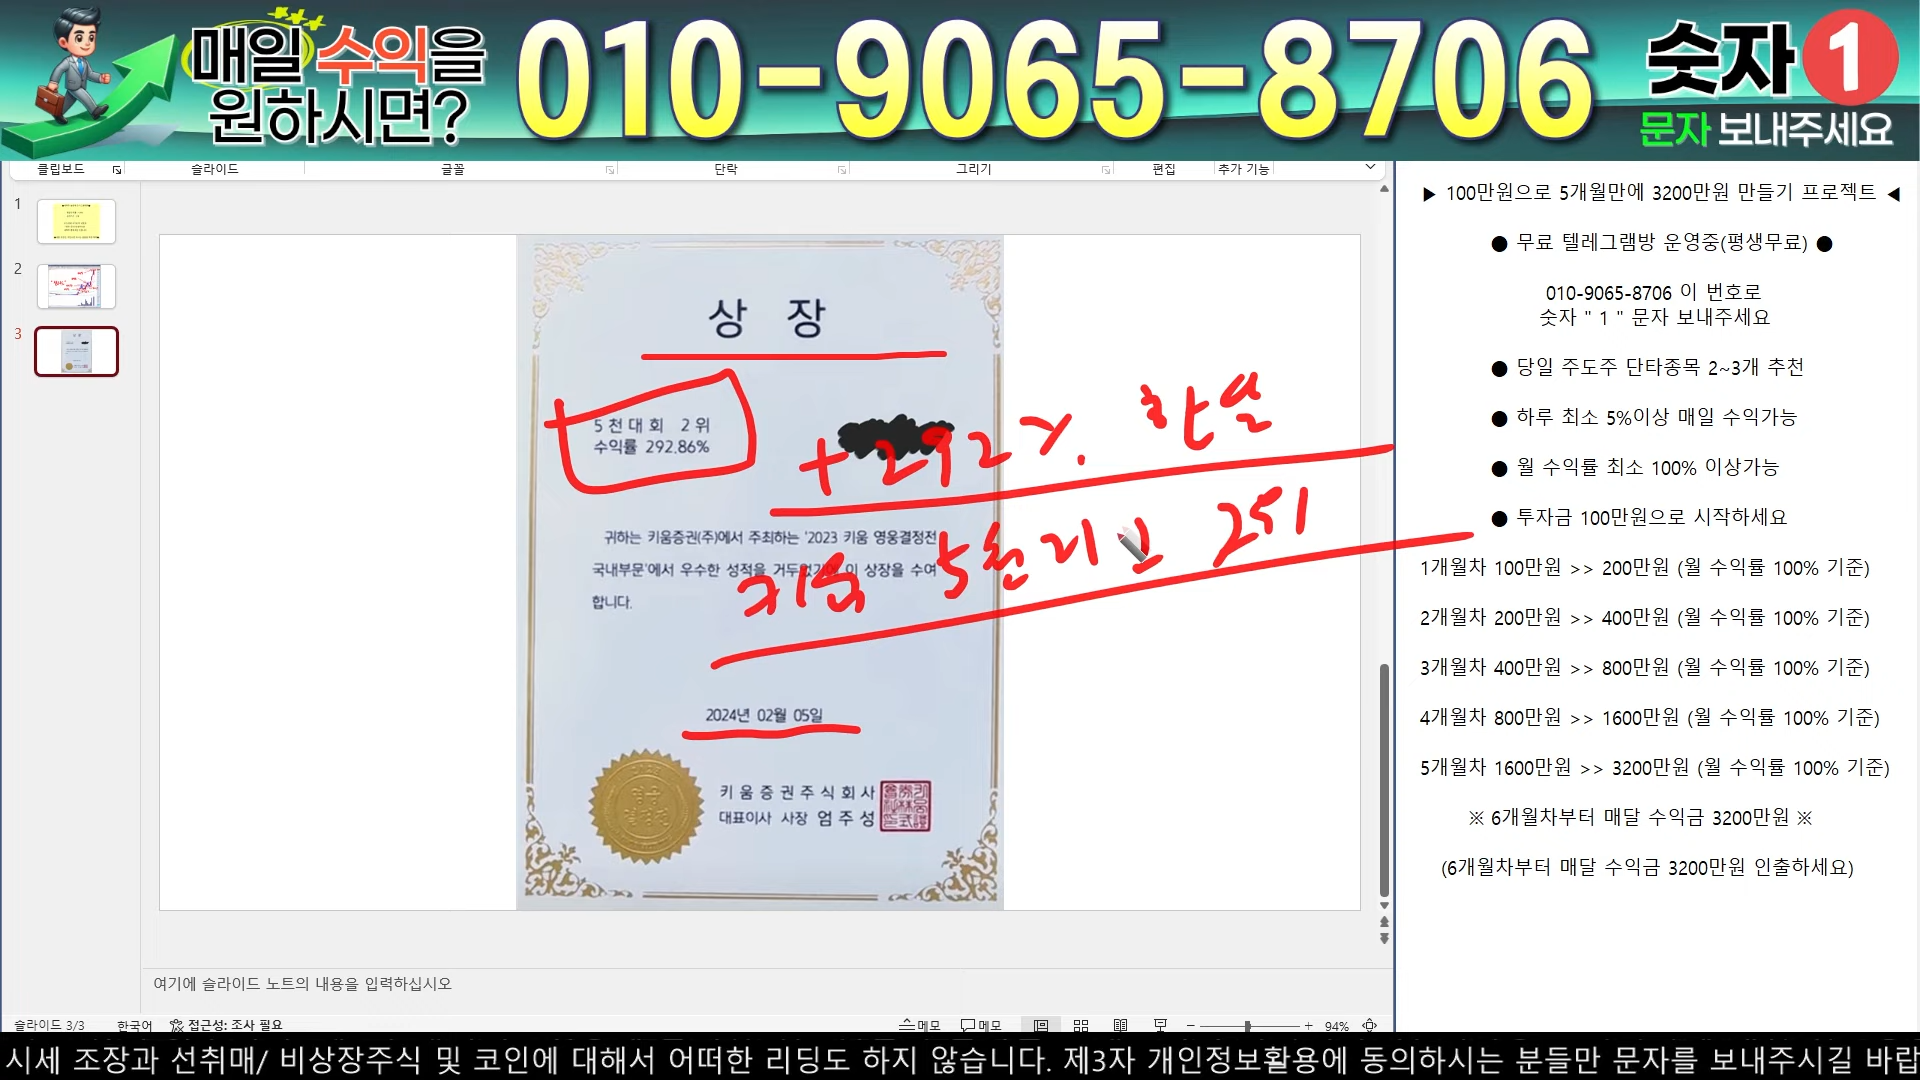 매일 수익을
원하시면?
010-9065-8706
숫자 1
문자 보내주세요
클립보드
슬라이드
글꼴
단락
그리기
편집
추가 기능
1
2
3
상 장
5천대회 2위
수익률 292.86%
+292%. 한달
귀하는 키움증권(주)에서 주최하는 '2023 키움 영웅결정전
국내부문'에서 우수한 성적을 거두었기에 이 상장을 수여
합니다.
키움 5천리그 2위
2024년 02월 05일
키움증권주식회사
대표이사 사장 엄주성
여기에 슬라이드 노트의 내용을 입력하십시오
슬라이드 3/3
한국어
접근성: 조사 필요
메모
메모
94%
▶ 100만원으로 5개월만에 3200만원 만들기 프로젝트 ◀
● 무료 텔레그램방 운영중(평생무료) ●
010-9065-8706 이 번호로
숫자 " 1 " 문자 보내주세요
● 당일 주도주 단타종목 2~3개 추천
● 하루 최소 5%이상 매일 수익가능
● 월 수익률 최소 100% 이상가능
● 투자금 100만원으로 시작하세요
1개월차 100만원 >> 200만원 (월 수익률 100% 기준)
2개월차 200만원 >> 400만원 (월 수익률 100% 기준)
3개월차 400만원 >> 800만원 (월 수익률 100% 기준)
4개월차 800만원 >> 1600만원 (월 수익률 100% 기준)
5개월차 1600만원 >> 3200만원 (월 수익률 100% 기준)
※ 6개월차부터 매달 수익금 3200만원 ※
(6개월차부터 매달 수익금 3200만원 인출하세요)
시세 조장과 선취매/ 비상장주식 및 코인에 대해서 어떠한 리딩도 하지 않습니다. 제3자 개인정보활용에 동의하시는 분들만 문자를 보내주시길 바랍